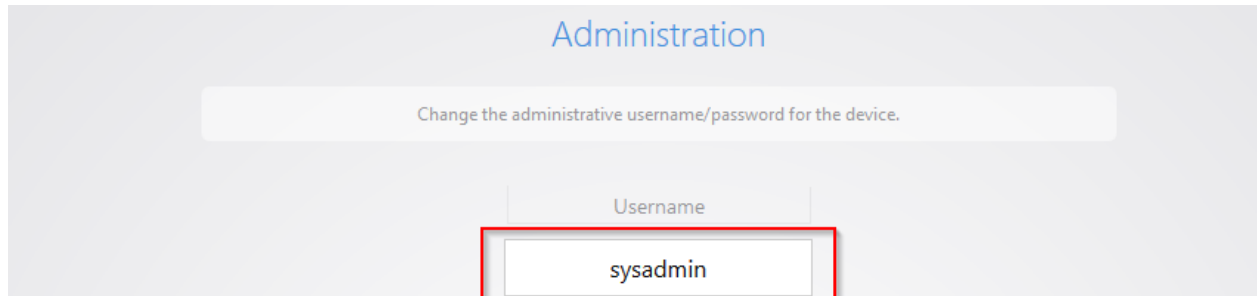 Administration
Change the administrative username/password for the device.
Username
sysadmin